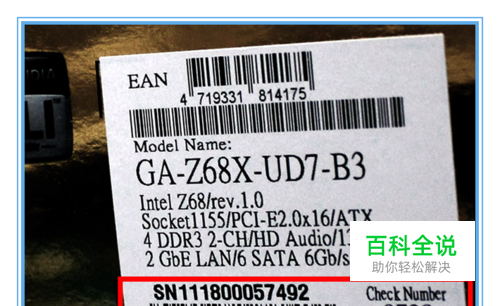 EAN
4 719331 814175
Model Name:
GA-Z68X-UD7-B3
Intel Z68/rev.1.0
Socket1155/PCI-E2.0x16/ATX
4 DDR3 2-CH/HD Audio/
2 GbE LAN/6 SATA 6Gb/s
百科全说
助你轻松解决
SN111800057492
Check Number